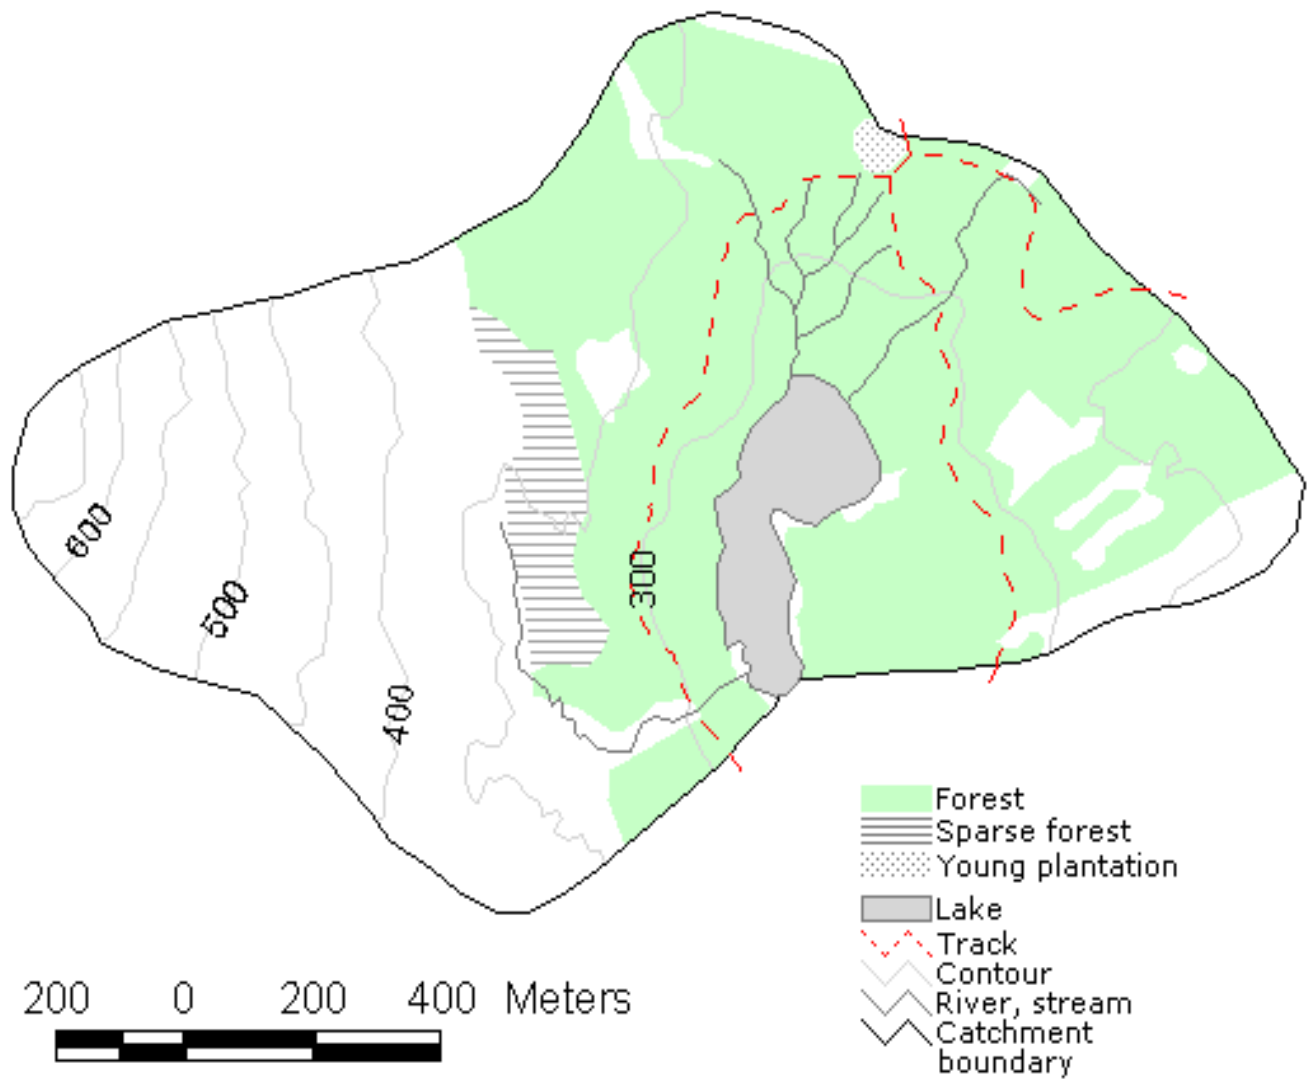 600
500
400
300
Forest
Sparse forest
Young plantation
Lake
Track
Contour
River, stream
Catchment
boundary
200 0 200 400 Meters